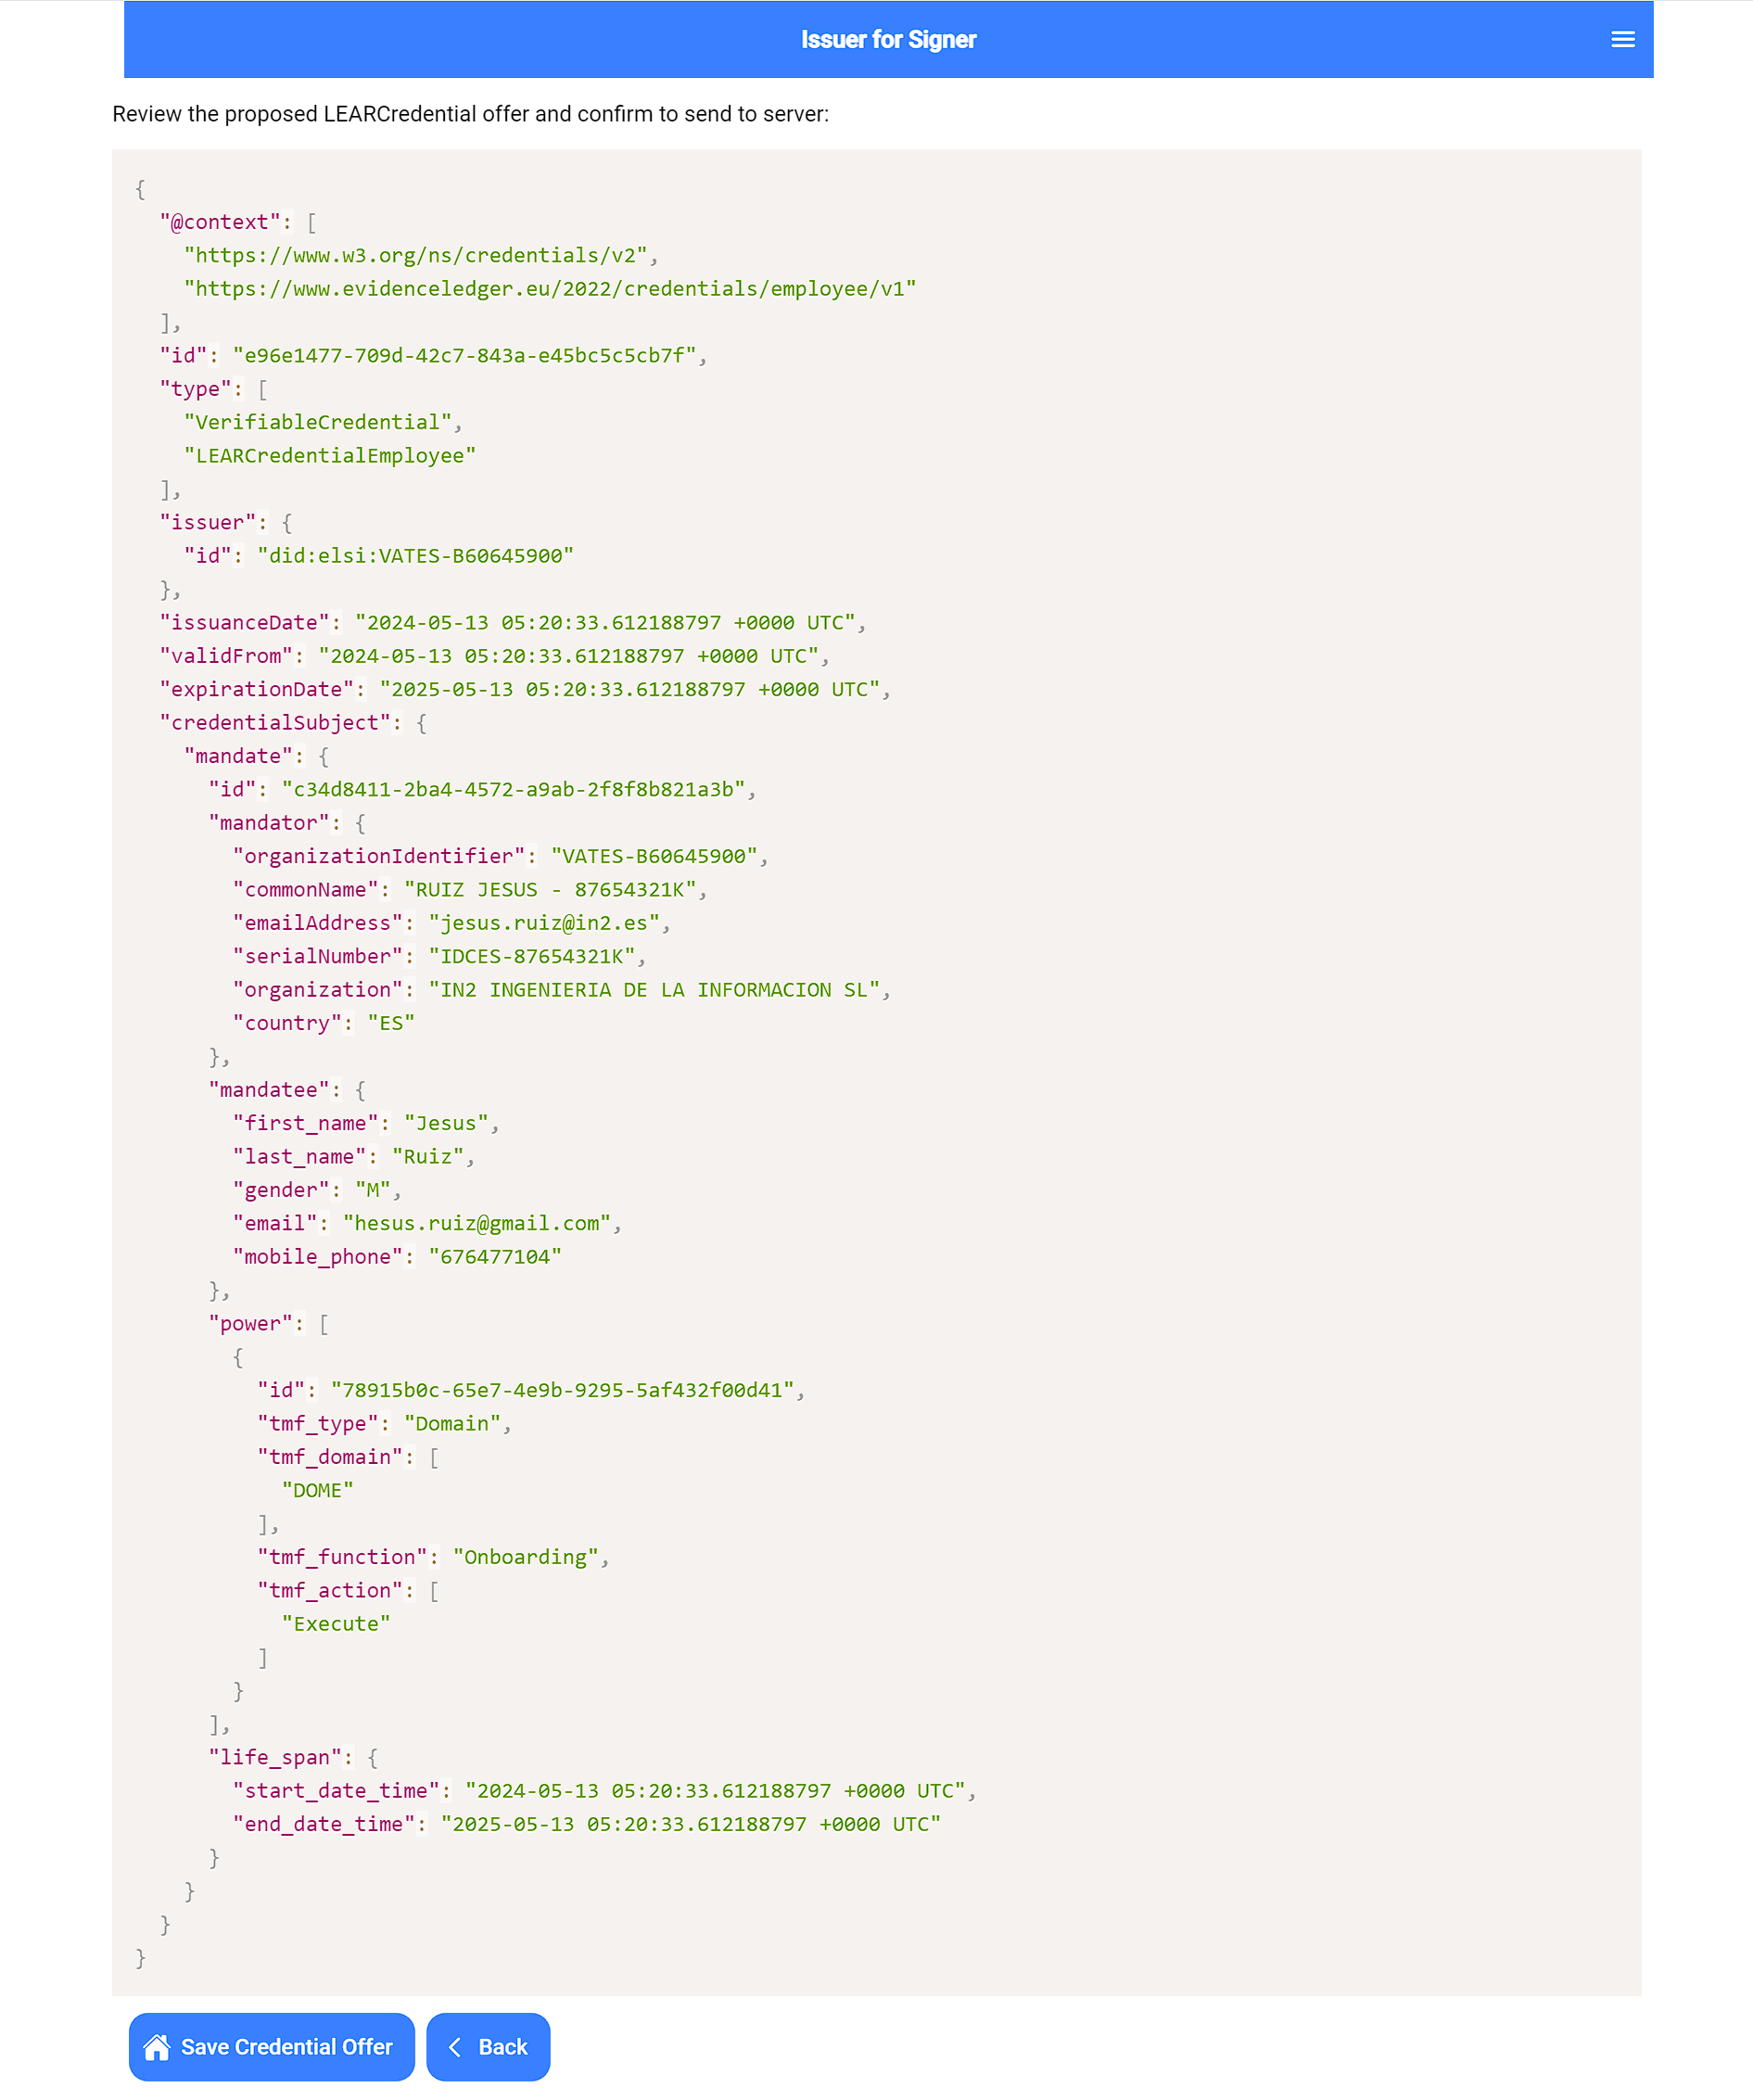 Issuer for Signer
Review the proposed LEARCredential offer and confirm to send to server:
{
  "@context": [
    "https://www.w3.org/ns/credentials/v2",
    "https://www.evidenceledger.eu/2022/credentials/employee/v1"
  ],
  "id": "e96e1477-709d-42c7-843a-e45bc5c5cb7f",
  "type": [
    "VerifiableCredential",
    "LEARCredentialEmployee"
  ],
  "issuer": {
    "id": "did:elsi:VATES-B60645900"
  },
  "issuanceDate": "2024-05-13 05:20:33.612188797 +0000 UTC",
  "validFrom": "2024-05-13 05:20:33.612188797 +0000 UTC",
  "expirationDate": "2025-05-13 05:20:33.612188797 +0000 UTC",
  "credentialSubject": {
    "mandate": {
      "id": "c34d8411-2ba4-4572-a9ab-2f8f8b821a3b",
      "mandator": {
        "organizationIdentifier": "VATES-B60645900",
        "commonName": "RUIZ JESUS - 87654321K",
        "emailAddress": "jesus.ruiz@in2.es",
        "serialNumber": "IDCES-87654321K",
        "organization": "IN2 INGENIERIA DE LA INFORMACION SL",
        "country": "ES"
      },
      "mandatee": {
        "first_name": "Jesus",
        "last_name": "Ruiz",
        "gender": "M",
        "email": "hesus.ruiz@gmail.com",
        "mobile_phone": "676477104"
      },
      "power": [
        {
          "id": "78915b0c-65e7-4e9b-9295-5af432f00d41",
          "tmf_type": "Domain",
          "tmf_domain": [
            "DOME"
          ],
          "tmf_function": "Onboarding",
          "tmf_action": [
            "Execute"
          ]
        }
      ],
      "life_span": {
        "start_date_time": "2024-05-13 05:20:33.612188797 +0000 UTC",
        "end_date_time": "2025-05-13 05:20:33.612188797 +0000 UTC"
      }
    }
  }
}
Save Credential Offer
Back